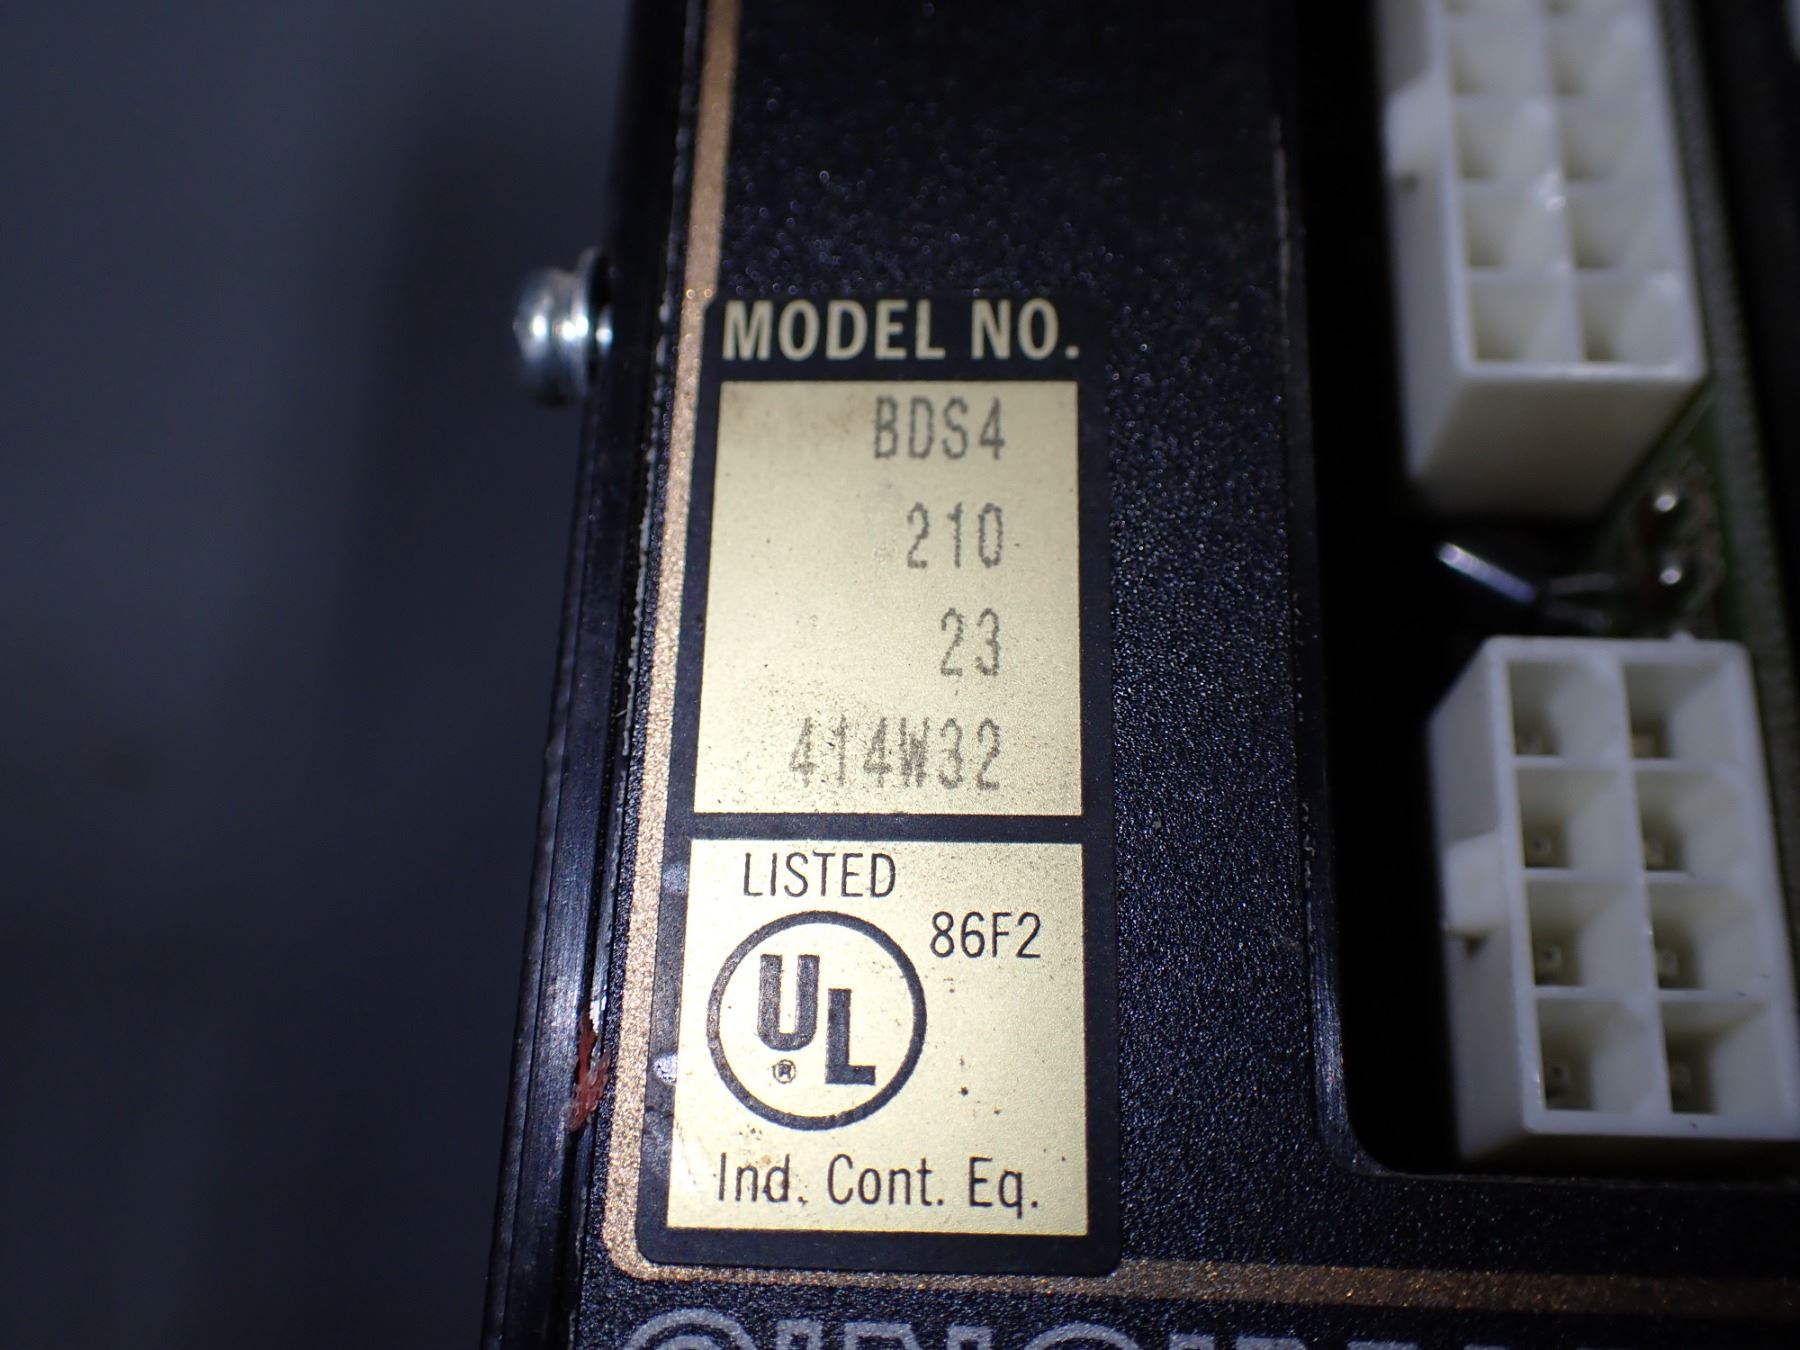 MODEL NO.
BDS4
210
23
414W32
LISTED
86F2
UL®
Ind. Cont. Eq.